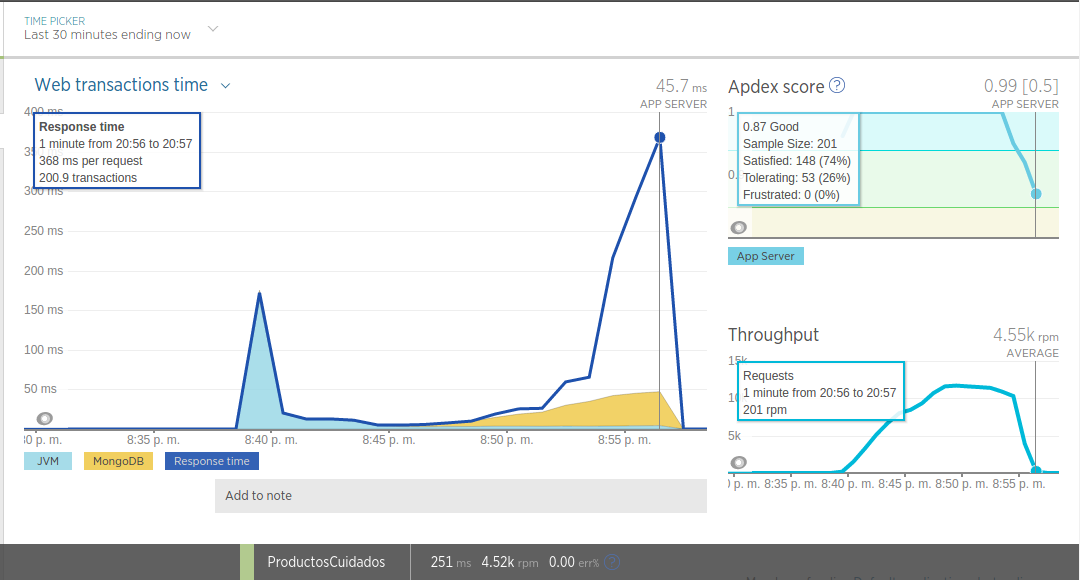 TIME PICKER
Last 30 minutes ending now
Web transactions time
45.7 ms
APP SERVER
400 ms
Response time
1 minute from 20:56 to 20:57
368 ms per request
200.9 transactions
300 ms
250 ms
200 ms
150 ms
100 ms
50 ms
8:35 p. m.
8:40 p. m.
8:45 p. m.
8:50 p. m.
8:55 p. m.
JVM
MongoDB
Response time
Add to note
Apdex score ?
0.99 [0.5]
APP SERVER
1
0.87 Good
Sample Size: 201
Satisfied: 148 (74%)
Tolerating: 53 (26%)
Frustrated: 0 (0%)
App Server
Throughput
4.55k rpm
AVERAGE
15k
Requests
1 minute from 20:56 to 20:57
201 rpm
5k
p. m. 8:35 p. m. 8:40 p. m. 8:45 p. m. 8:50 p. m. 8:55 p. m.
ProductosCuidados
251 ms 4.52k rpm 0.00 err% ?